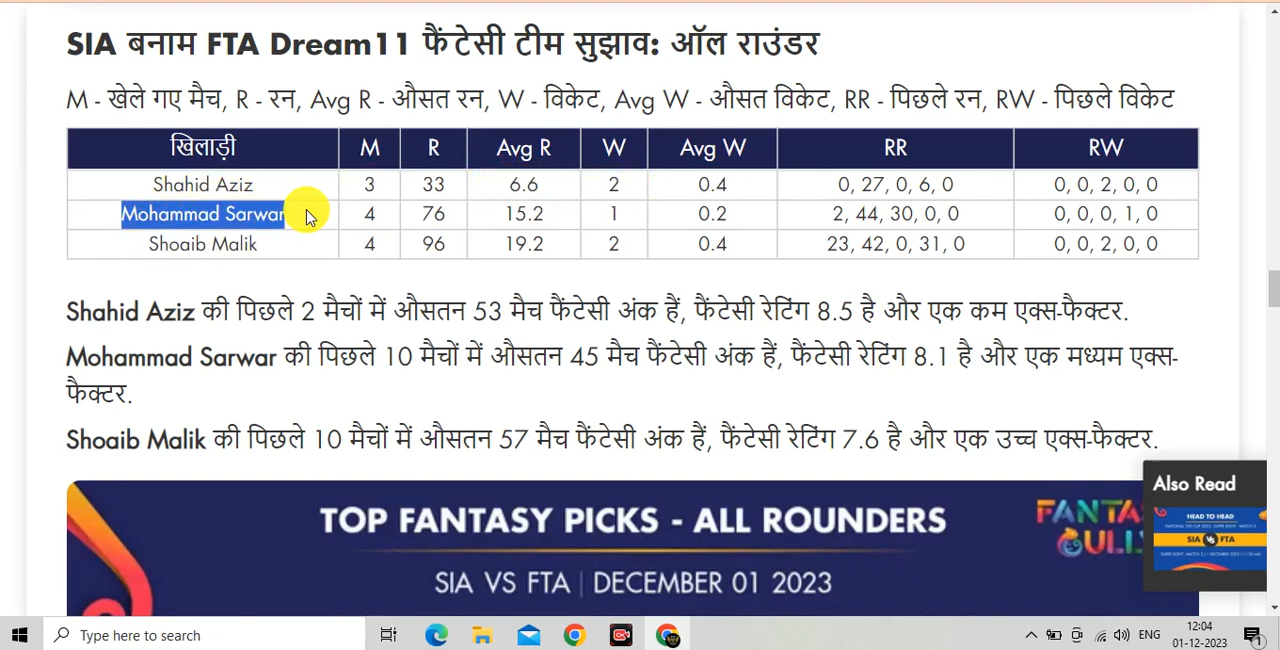 SIA बनाम FTA Dream11 फैंटेसी टीम सुझाव: ऑल राउंडर
M - खेले गए मैच, R - रन, Avg R - औसत रन, W - विकेट, Avg W - औसत विकेट, RR - पिछले रन, RW - पिछले विकेट
खिलाड़ी M R Avg R W Avg W RR RW
Shahid Aziz 3 33 6.6 2 0.4 0, 27, 0, 6, 0 0, 0, 2, 0, 0
Mohammad Sarwar 4 76 15.2 1 0.2 2, 44, 30, 0, 0 0, 0, 0, 1, 0
Shoaib Malik 4 96 19.2 2 0.4 23, 42, 0, 31, 0 0, 0, 2, 0, 0
Shahid Aziz की पिछले 2 मैचों में औसतन 53 मैच फैंटेसी अंक हैं, फैंटेसी रेटिंग 8.5 है और एक कम एक्स-फैक्टर.
Mohammad Sarwar की पिछले 10 मैचों में औसतन 45 मैच फैंटेसी अंक हैं, फैंटेसी रेटिंग 8.1 है और एक मध्यम एक्स-
फैक्टर.
Shoaib Malik की पिछले 10 मैचों में औसतन 57 मैच फैंटेसी अंक हैं, फैंटेसी रेटिंग 7.6 है और एक उच्च एक्स-फैक्टर.
Also Read
HEAD TO HEAD
SIA VS FTA
TOP FANTASY PICKS - ALL ROUNDERS
SIA VS FTA | DECEMBER 01 2023
Type here to search
ENG
12:04
01-12-2023